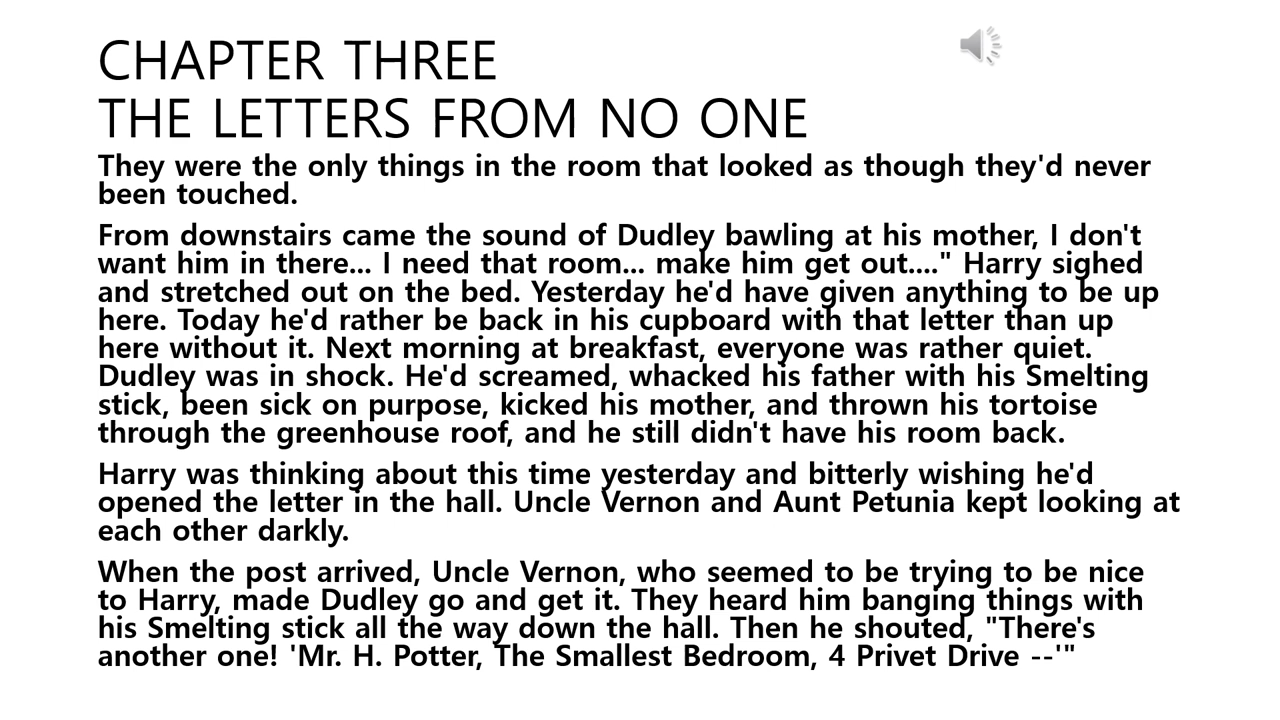 CHAPTER THREE
THE LETTERS FROM NO ONE
They were the only things in the room that looked as though they'd never
been touched.
From downstairs came the sound of Dudley bawling at his mother, I don't
want him in there... I need that room... make him get out...." Harry sighed
and stretched out on the bed. Yesterday he'd have given anything to be up
here. Today he'd rather be back in his cupboard with that letter than up
here without it. Next morning at breakfast, everyone was rather quiet.
Dudley was in shock. He'd screamed, whacked his father with his Smelting
stick, been sick on purpose, kicked his mother, and thrown his tortoise
through the greenhouse roof, and he still didn't have his room back.
Harry was thinking about this time yesterday and bitterly wishing he'd
opened the letter in the hall. Uncle Vernon and Aunt Petunia kept looking at
each other darkly.
When the post arrived, Uncle Vernon, who seemed to be trying to be nice
to Harry, made Dudley go and get it. They heard him banging things with
his Smelting stick all the way down the hall. Then he shouted, "There's
another one! 'Mr. H. Potter, The Smallest Bedroom, 4 Privet Drive --'"